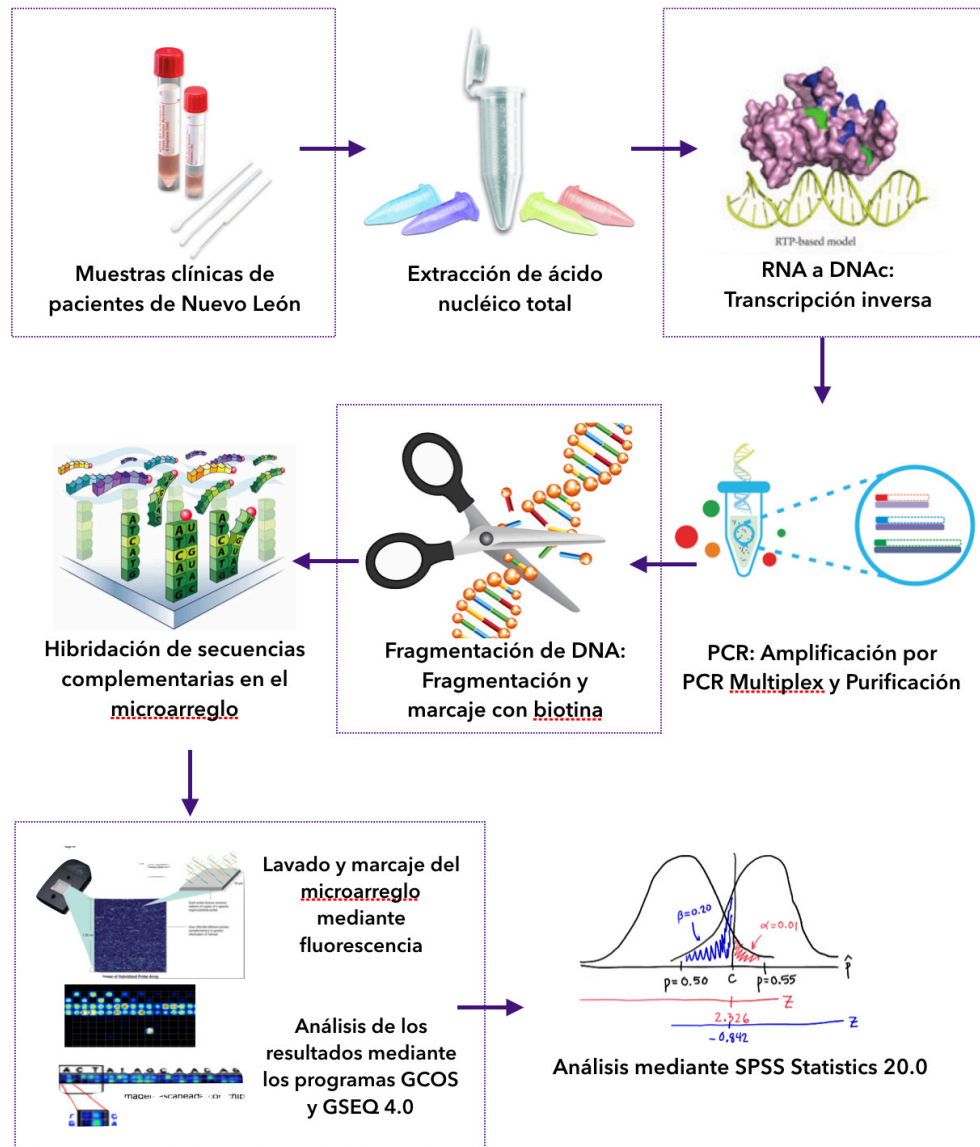 RTP-based model
Muestras clínicas de
pacientes de Nuevo León
Extracción de ácido
nucléico total
RNA a DNAc:
Transcripción inversa
Hibridación de secuencias
complementarias en el
microarreglo
Fragmentación de DNA:
Fragmentación y
marcaje con biotina
PCR: Amplificación por
PCR Multiplex y Purificación
Lavado y marcaje del
microarreglo
mediante
fluorescencia
Análisis de los
resultados mediante
los programas GCOS
y GSEQ 4.0
β=0.20
α=0.01
p=0.50
C
p=0.55
p̂
Z
2.326
Z
-0.842
Análisis mediante SPSS Statistics 20.0